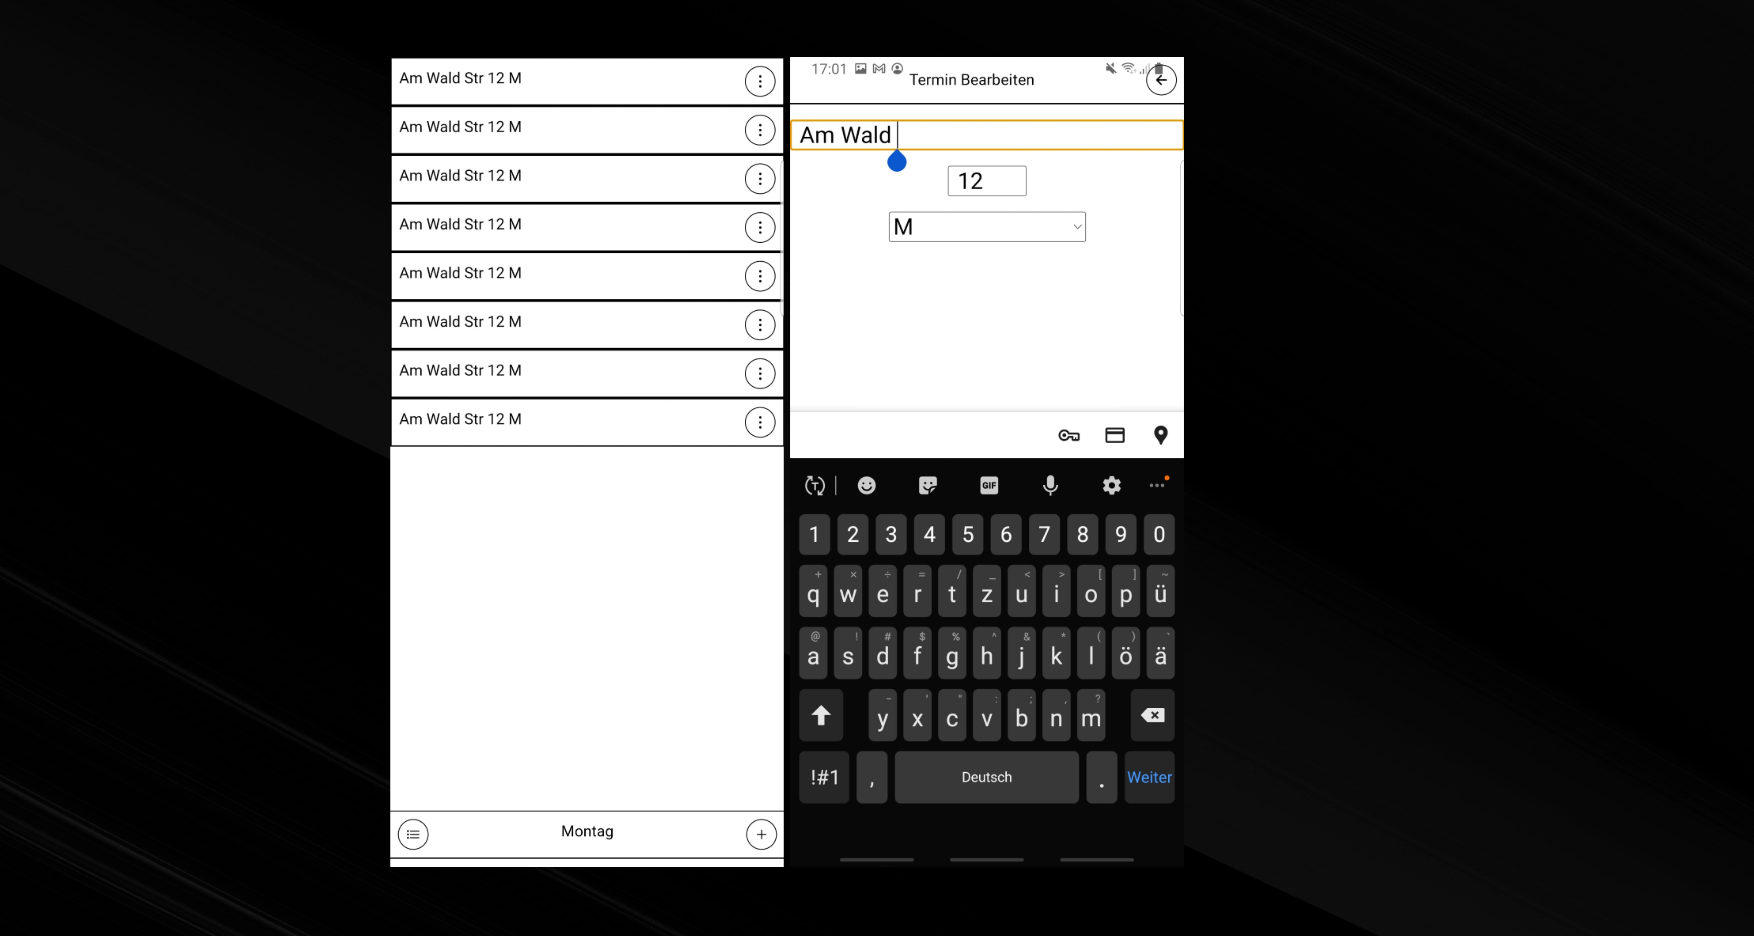 Am Wald Str 12 M
Am Wald Str 12 M
Am Wald Str 12 M
Am Wald Str 12 M
Am Wald Str 12 M
Am Wald Str 12 M
Am Wald Str 12 M
Am Wald Str 12 M
Montag
17:01
Termin Bearbeiten
Am Wald
12
M
T
GIF
1 2 3 4 5 6 7 8 9 0
+ × ÷ = / _ < > [ ] ~
q w e r t z u i o p ü
@ ! # $ % ^ & * ( ) `
a s d f g h j k l ö ä
- ' " : ; , ?
y x c v b n m
!#1 , Deutsch . Weiter